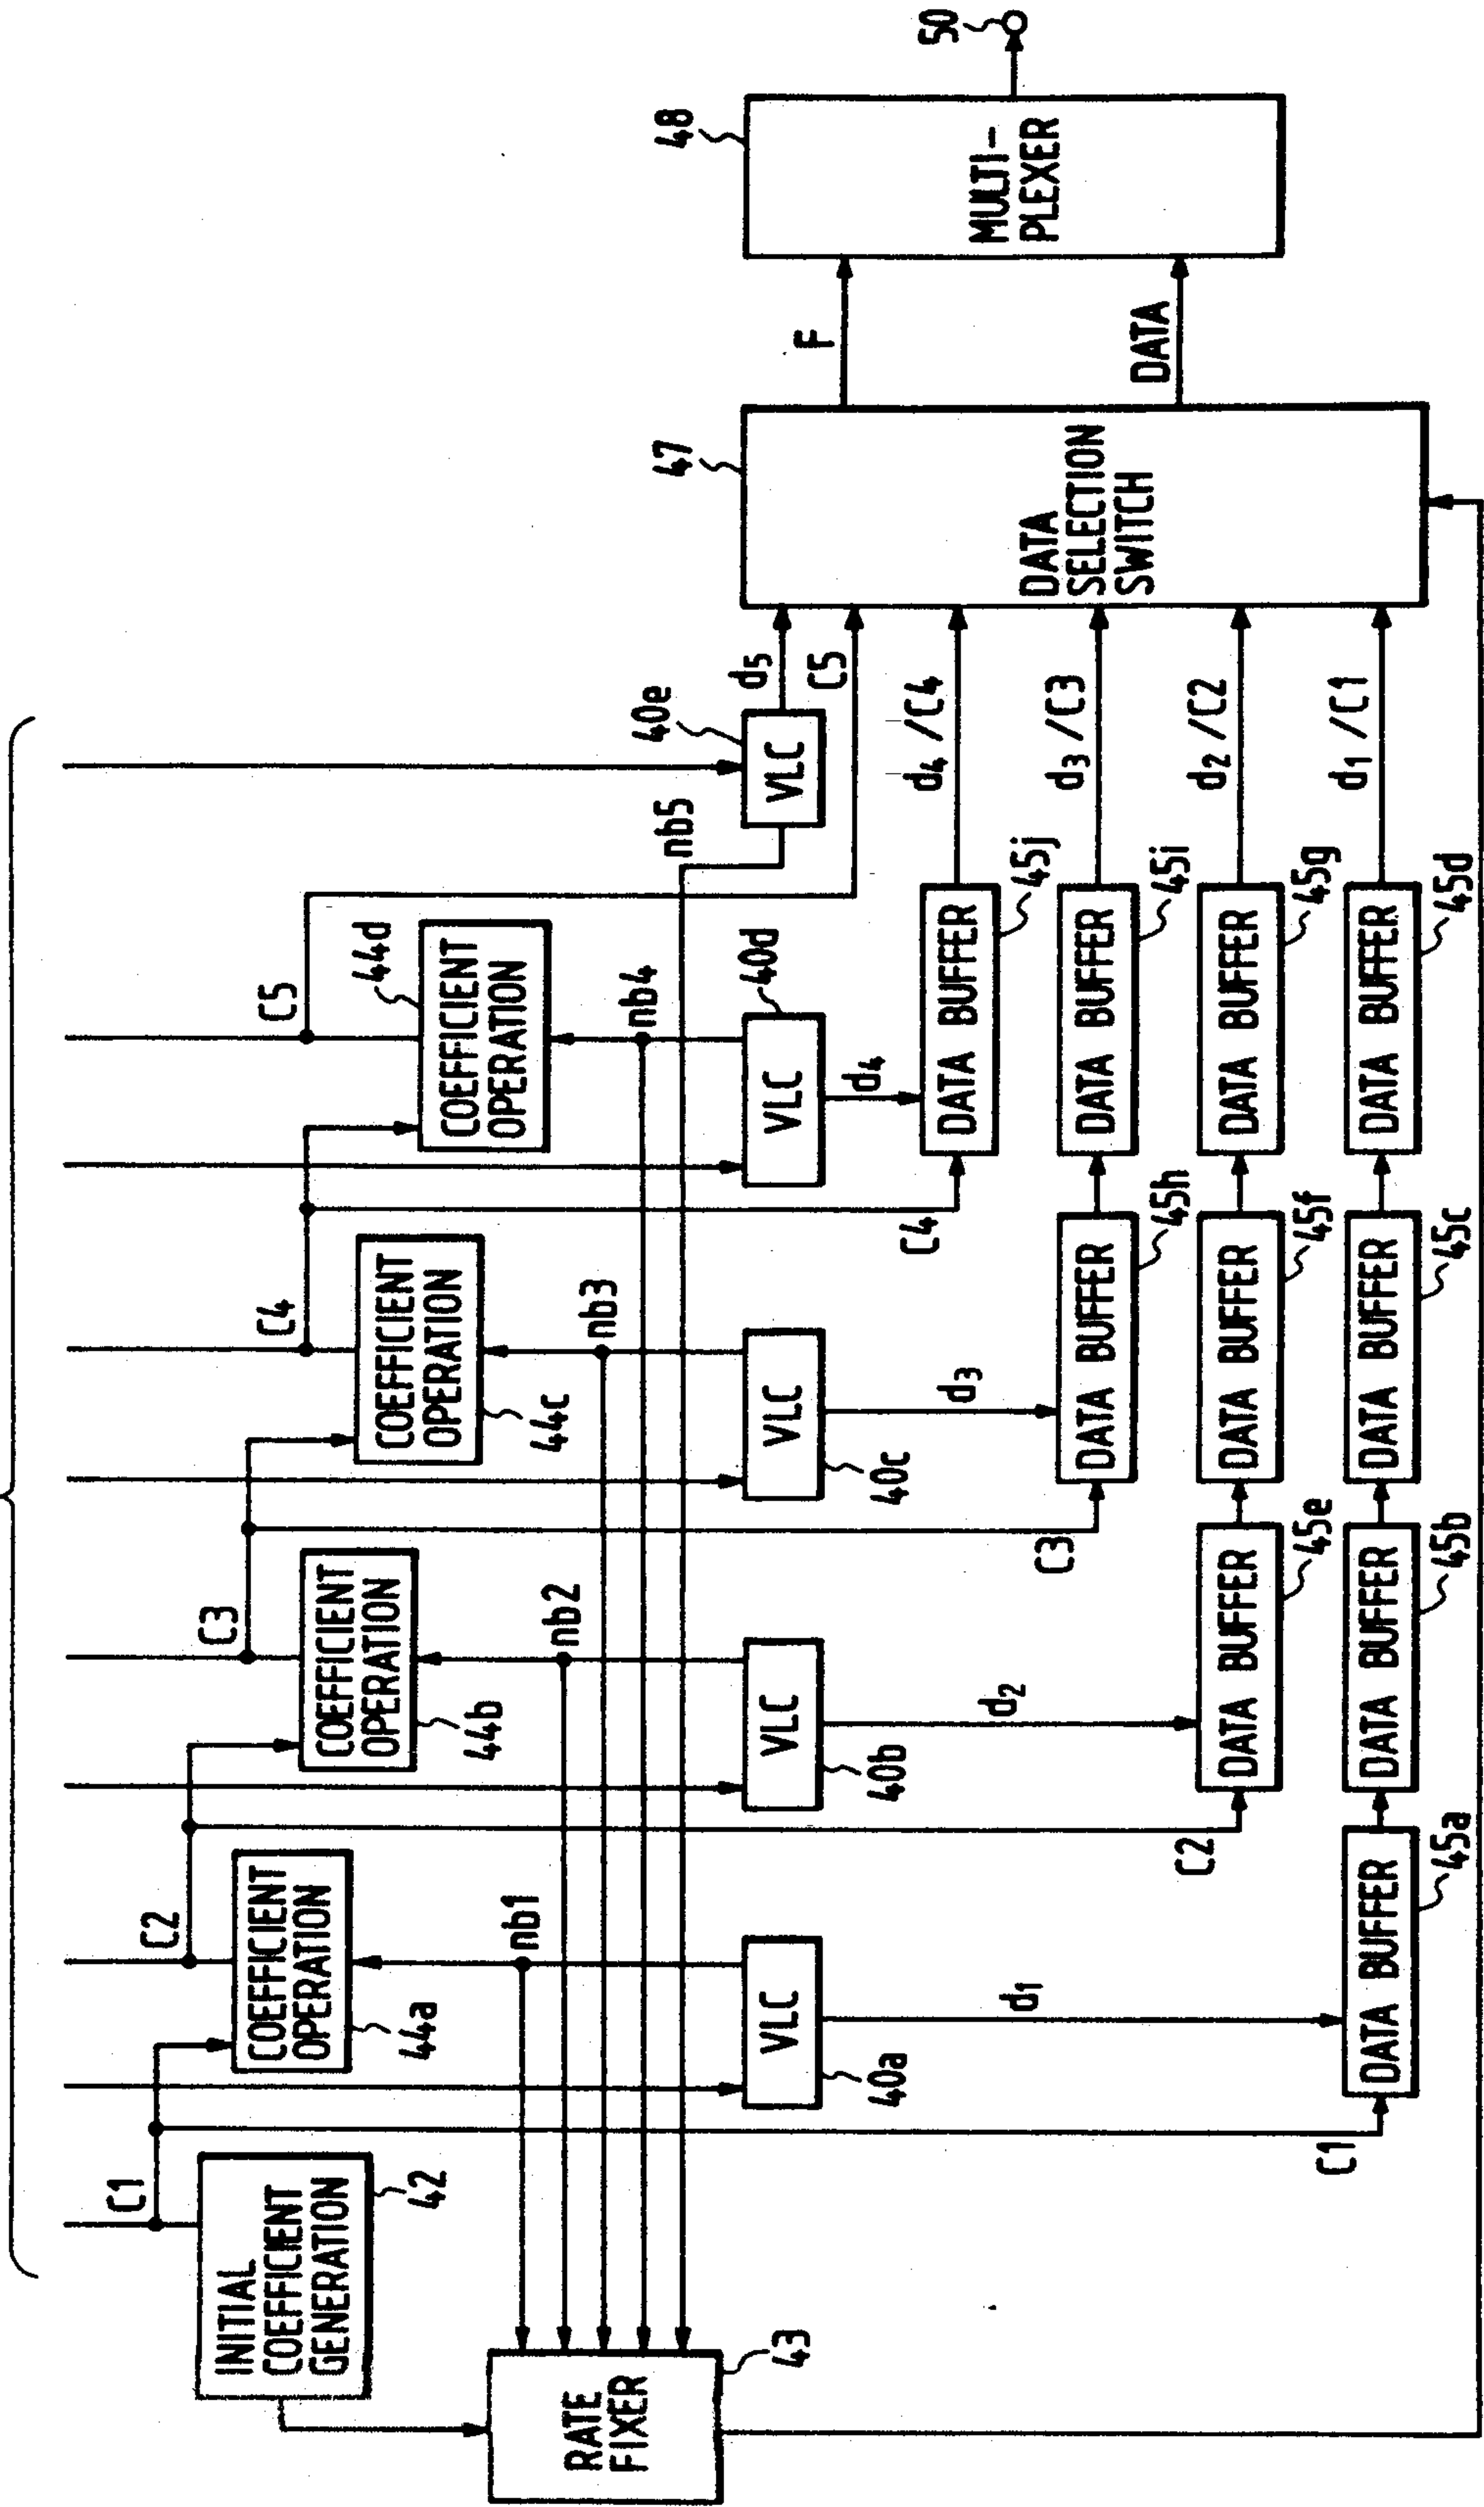 C1
INITIAL
COEFFICIENT
GENERATION
42
RATE
FIXER
43
C2
COEFFICIENT
OPERATION
44a
nb1
VLC
40a
d1
C1
DATA BUFFER
45a
C3
COEFFICIENT
OPERATION
44b
nb2
VLC
40b
d2
C2
DATA BUFFER
45e
DATA BUFFER
45b
C4
COEFFICIENT
OPERATION
44c
nb3
VLC
40c
d3
C3
DATA BUFFER
45h
DATA BUFFER
45f
DATA BUFFER
45c
C5
COEFFICIENT
OPERATION
44d
nb4
VLC
40d
d4
C4
DATA BUFFER
45j
DATA BUFFER
45i
DATA BUFFER
45g
DATA BUFFER
45d
nb5
VLC
40e
d5
C5
d4/C4
d3/C3
d2/C2
d1/C1
47
DATA
SELECTION
SWITCH
F
DATA
48
MULTI-
PLEXER
50